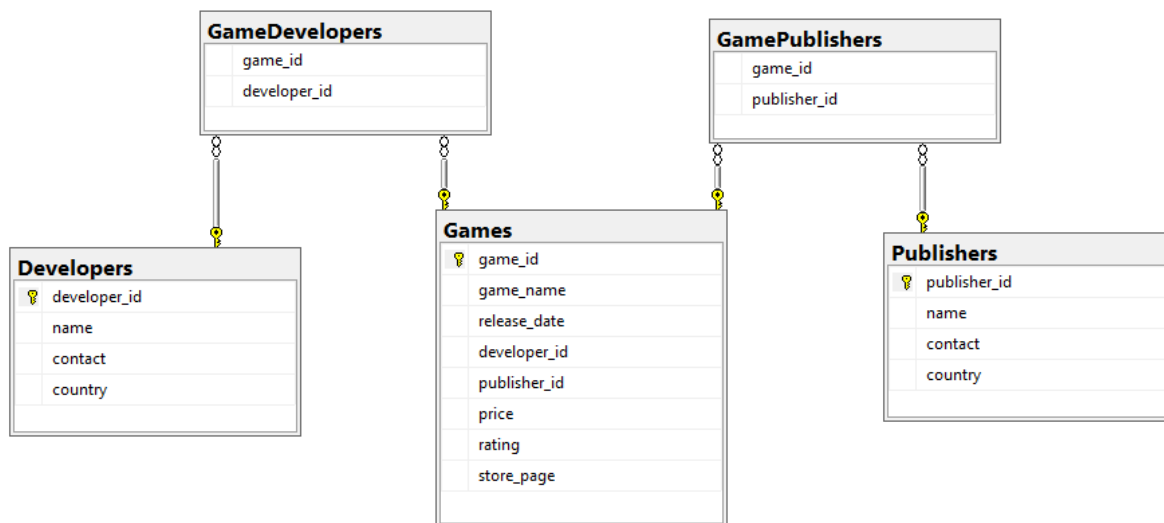 GameDevelopers
game_id
developer_id
GamePublishers
game_id
publisher_id
Developers
developer_id
name
contact
country
Games
game_id
game_name
release_date
developer_id
publisher_id
price
rating
store_page
Publishers
publisher_id
name
contact
country